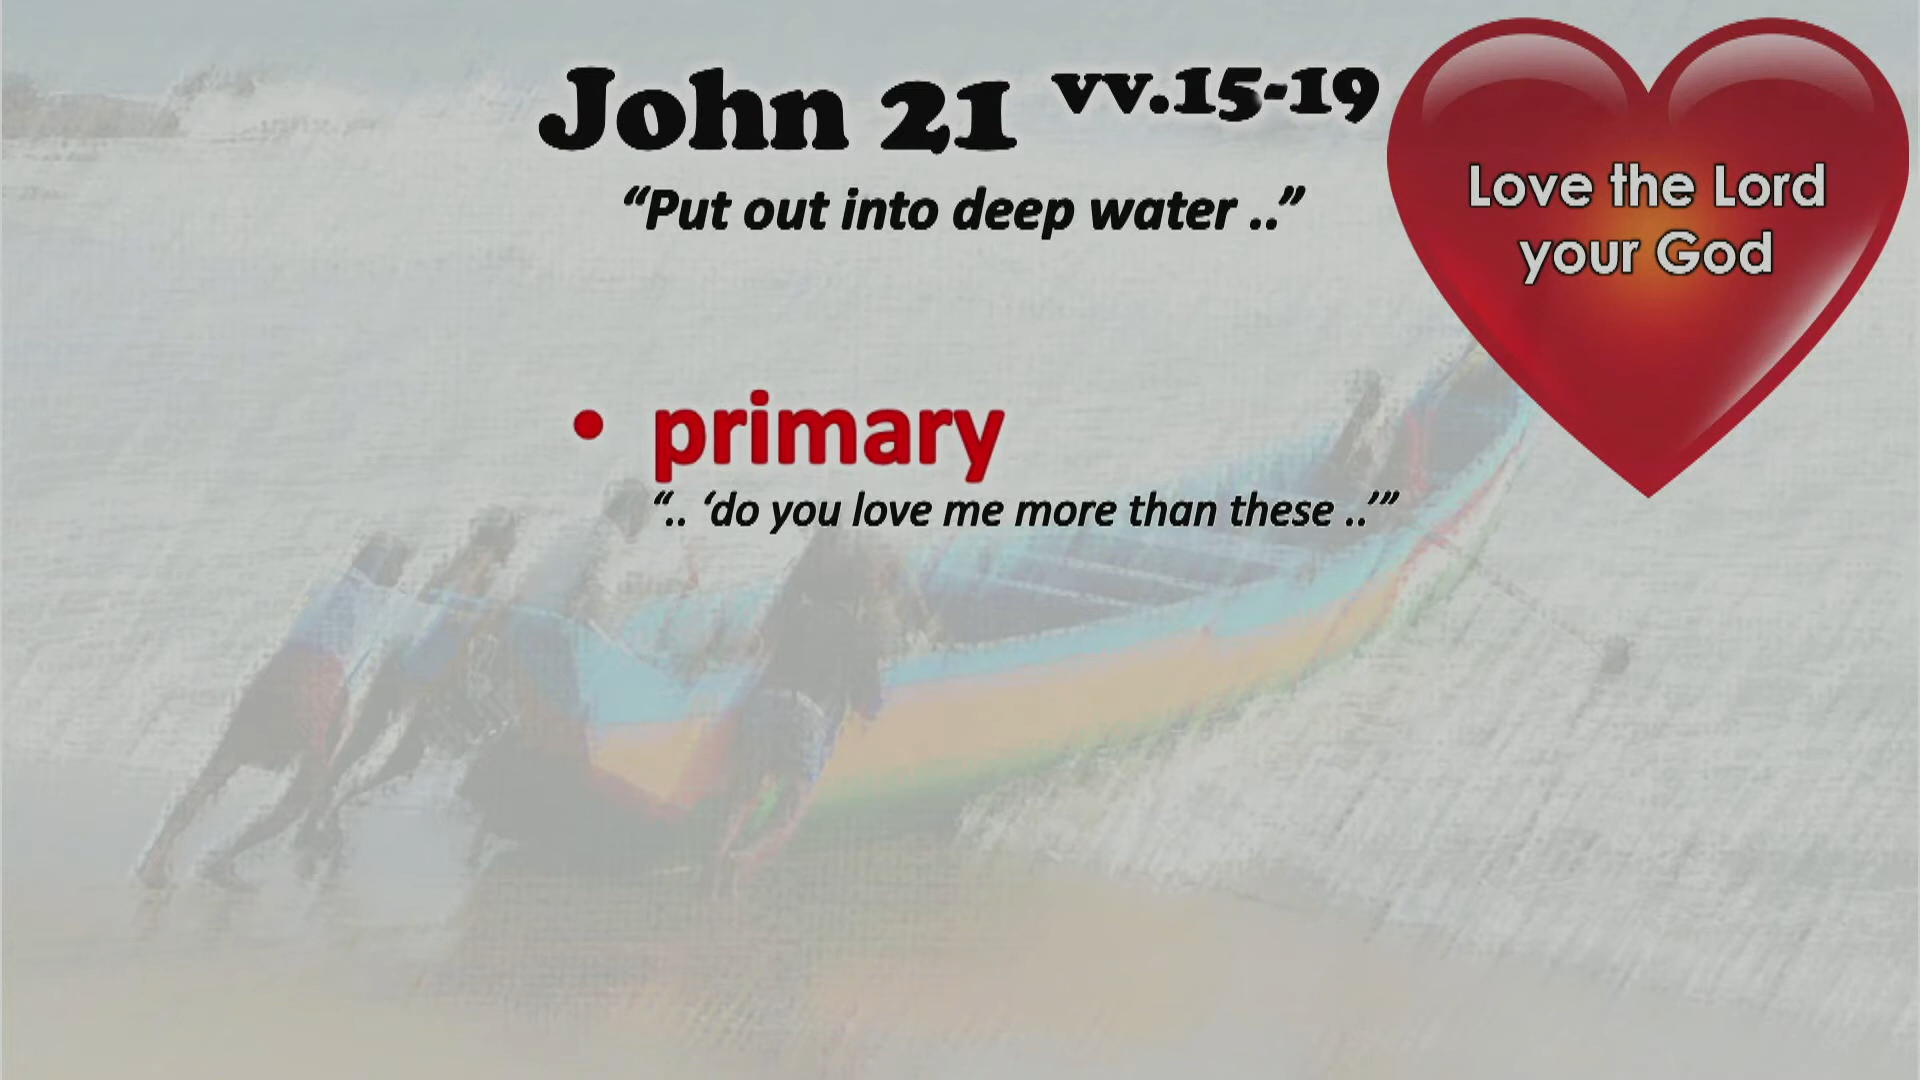 John 21 vv.15-19
“Put out into deep water ..”
Love the Lord
your God
• primary
“.. ‘do you love me more than these ..’”